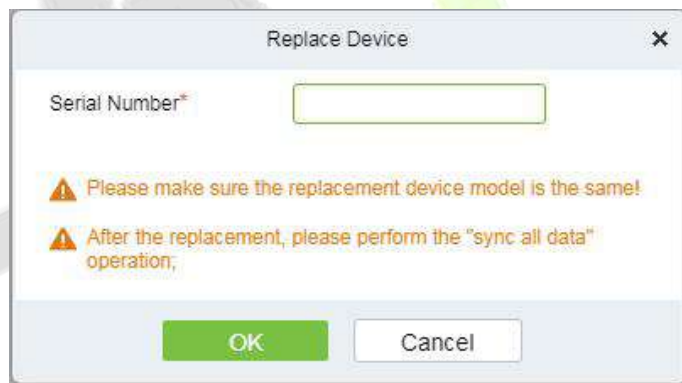 Replace Device
Serial Number*
Please make sure the replacement device model is the same!
After the replacement, please perform the "sync all data"
operation;
OK
Cancel